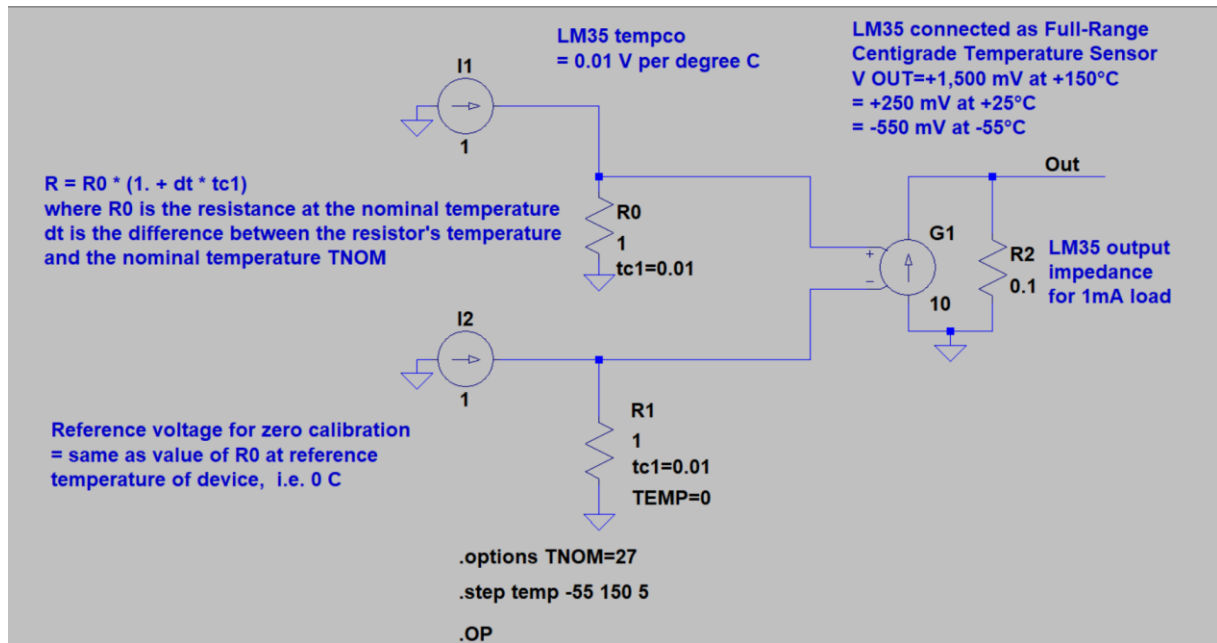 LM35 tempco
= 0.01 V per degree C
LM35 connected as Full-Range
Centigrade Temperature Sensor
V OUT=+1,500 mV at +150°C
= +250 mV at +25°C
= -550 mV at -55°C
I1
1
Out
R = R0 * (1. + dt * tc1)
where R0 is the resistance at the nominal temperature
dt is the difference between the resistor's temperature
and the nominal temperature TNOM
R0
1
tc1=0.01
G1
+
−
10
R2
0.1
LM35 output
impedance
for 1mA load
I2
1
Reference voltage for zero calibration
= same as value of R0 at reference
temperature of device,  i.e. 0 C
R1
1
tc1=0.01
TEMP=0
.options TNOM=27
.step temp -55 150 5
.OP